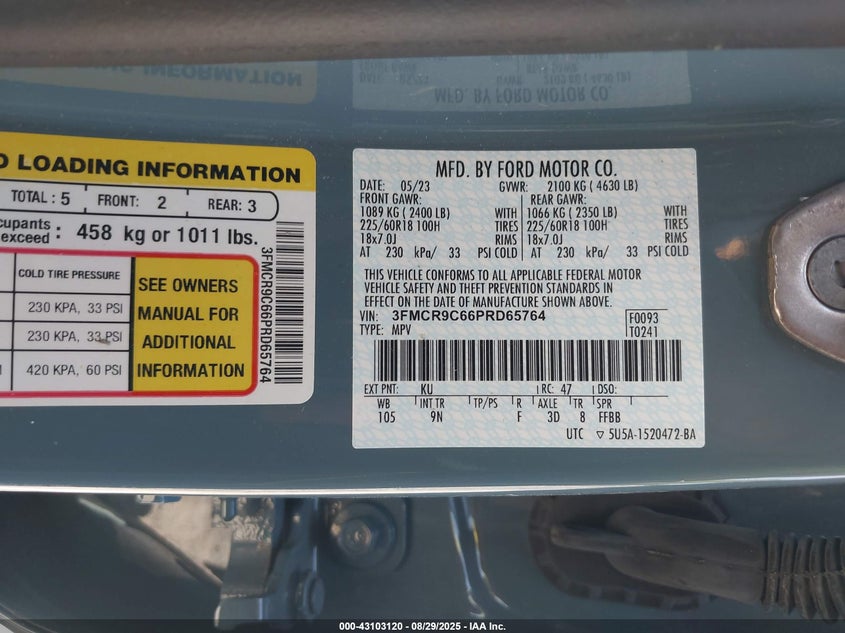 D LOADING INFORMATION
TOTAL: 5 FRONT: 2 REAR: 3
cupants
exceed : 458 kg or 1011 lbs.
COLD TIRE PRESSURE
230 KPA, 33 PSI
230 KPA, 33 PSI
420 KPA, 60 PSI
SEE OWNERS
MANUAL FOR
ADDITIONAL
INFORMATION
3FMCR9C66PRD65764
MFD. BY FORD MOTOR CO.
DATE: 05/23 GVWR: 2100 KG ( 4630 LB)
FRONT GAWR: REAR GAWR:
1089 KG ( 2400 LB) WITH 1066 KG ( 2350 LB) WITH
225/60R18 100H TIRES 225/60R18 100H TIRES
18x7.0J RIMS 18x7.0J RIMS
AT 230 kPa/ 33 PSI COLD AT 230 kPa/ 33 PSI COLD
THIS VEHICLE CONFORMS TO ALL APPLICABLE FEDERAL MOTOR
VEHICLE SAFETY AND THEFT PREVENTION STANDARDS IN
EFFECT ON THE DATE OF MANUFACTURE SHOWN ABOVE.
VIN: 3FMCR9C66PRD65764 F0093
TYPE: MPV T0241
EXT PNT: KU RC: 47 DSO:
WB INT TR TP/PS R AXLE TR SPR
105 9N F 3D 8 FFBB
UTC ▽ 5U5A-1520472-BA
000-43103120 - 08/29/2025 - IAA Inc.